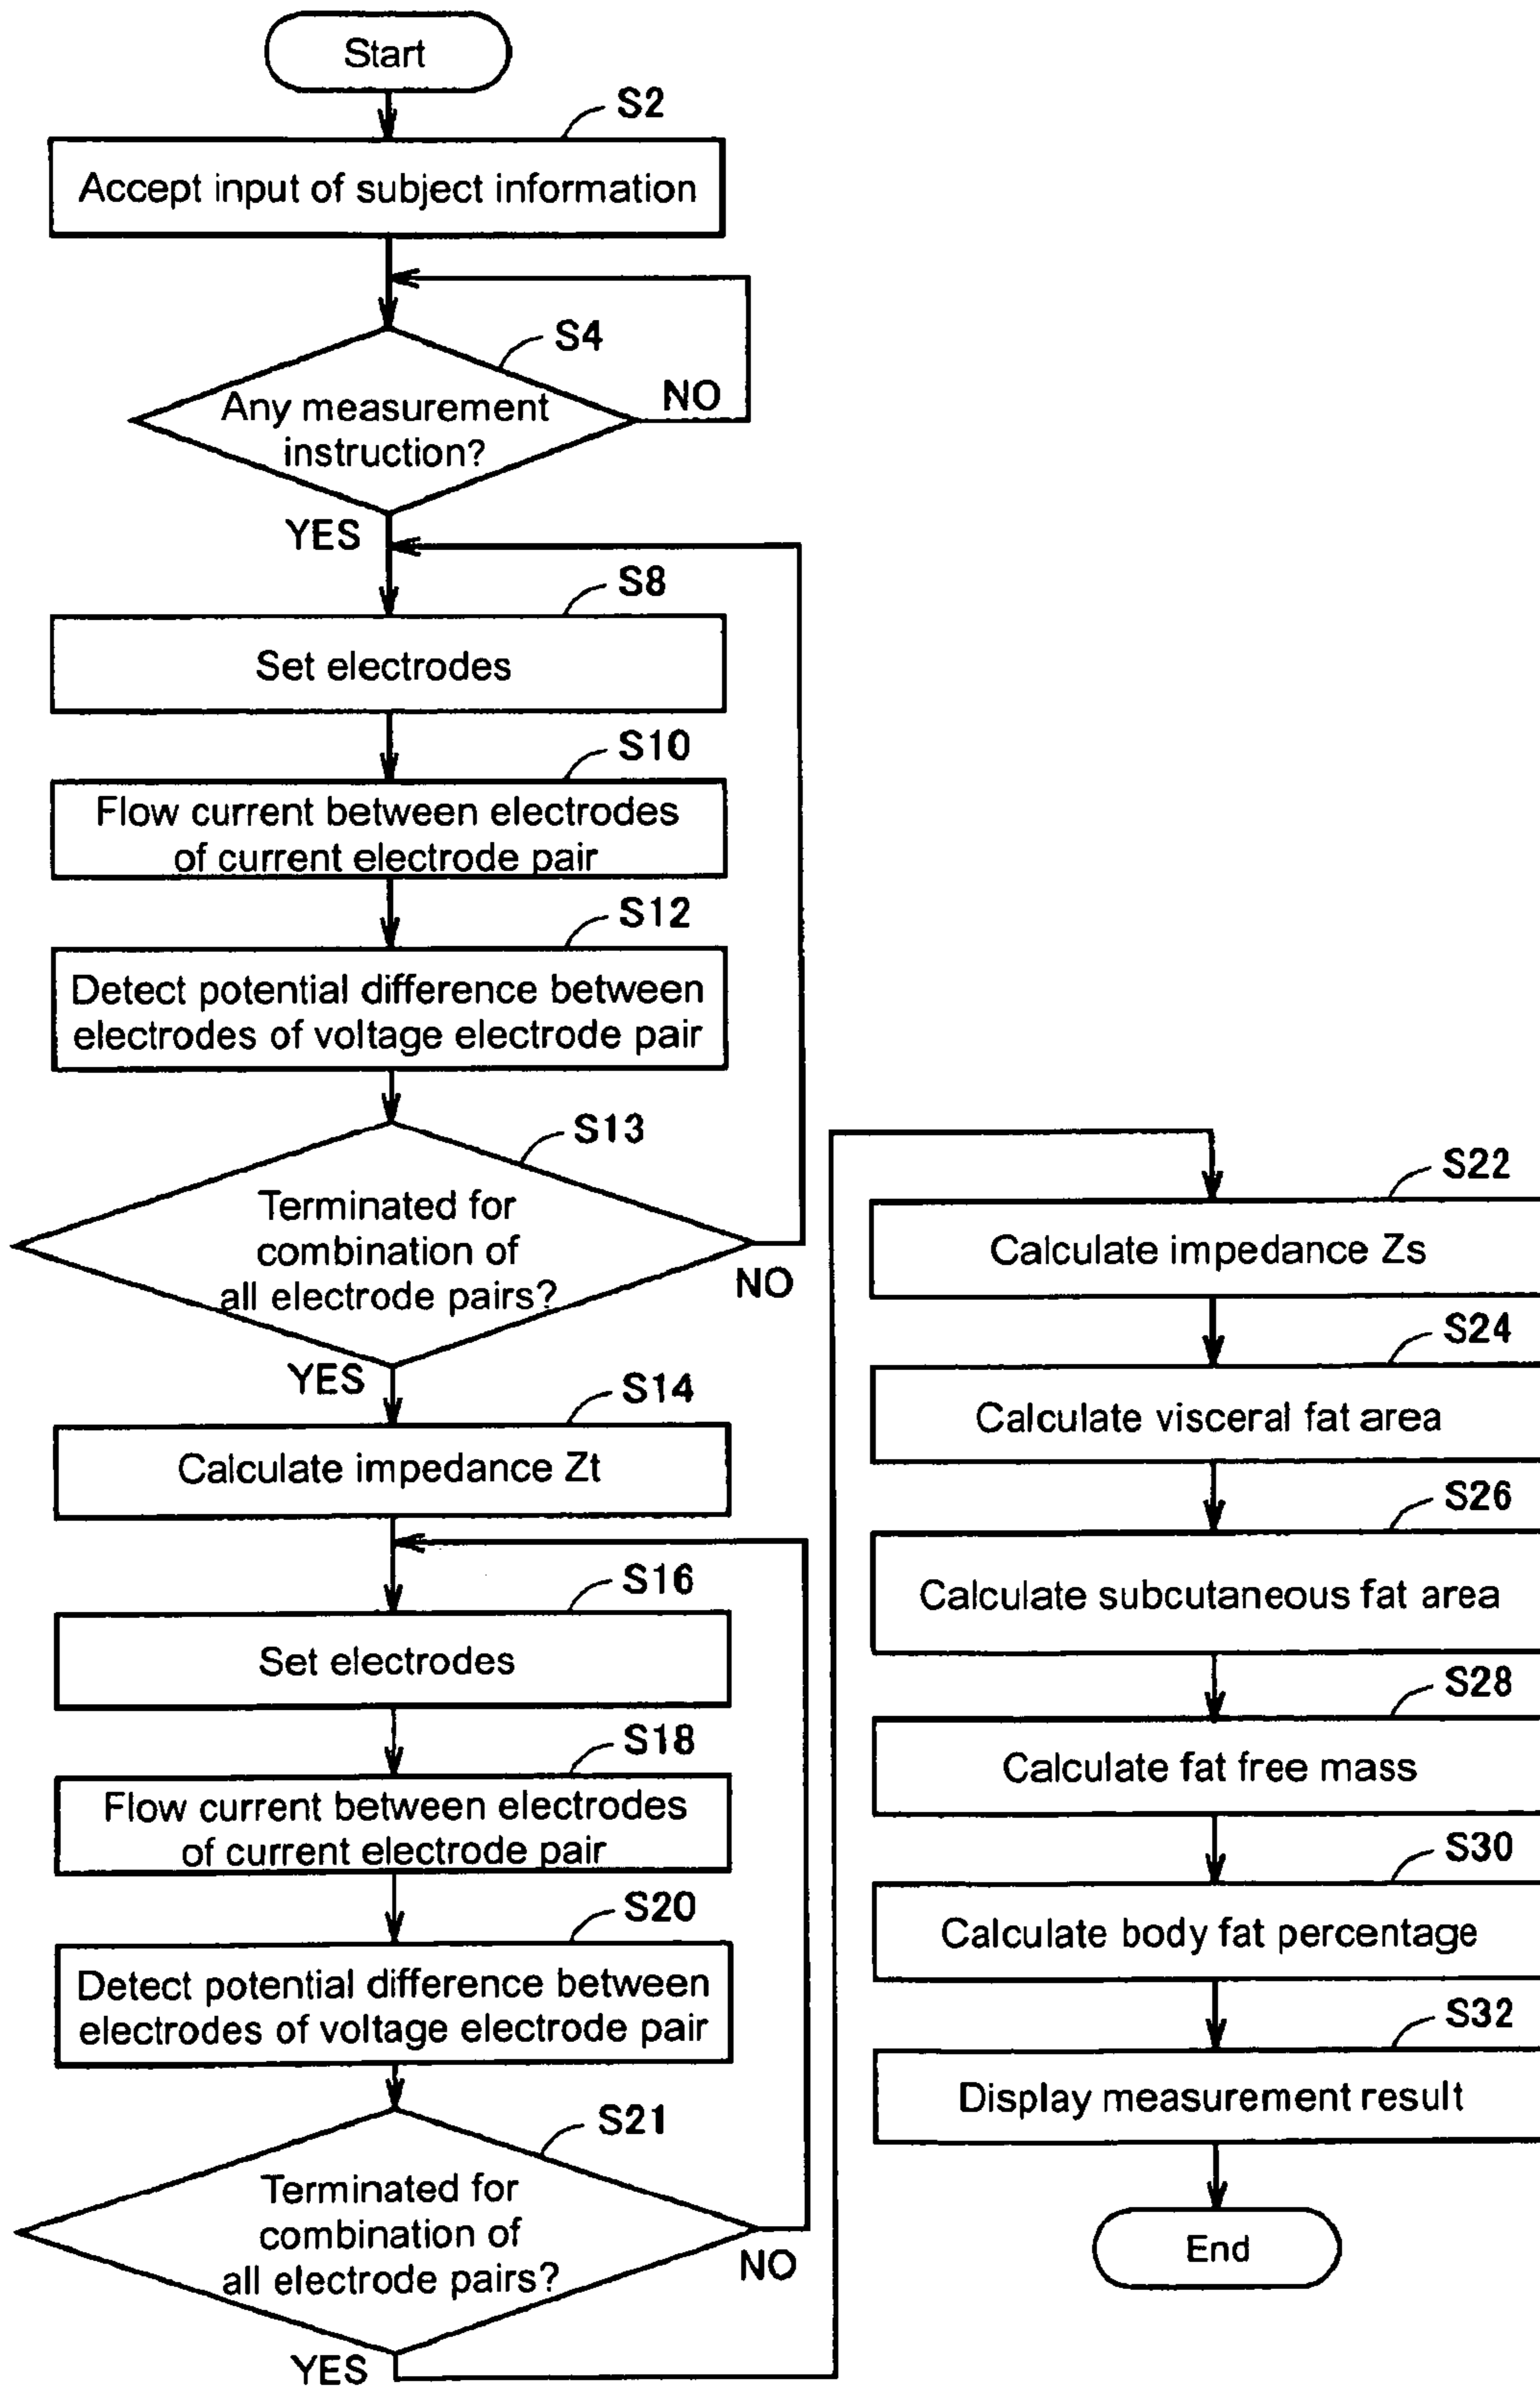 Start
S2
Accept input of subject information
S4
Any measurement
instruction?
NO
YES
S8
Set electrodes
S10
Flow current between electrodes
of current electrode pair
S12
Detect potential difference between
electrodes of voltage electrode pair
S13
Terminated for
combination of
all electrode pairs?
NO
YES
S14
Calculate impedance Zt
S16
Set electrodes
S18
Flow current between electrodes
of current electrode pair
S20
Detect potential difference between
electrodes of voltage electrode pair
S21
Terminated for
combination of
all electrode pairs?
NO
YES
S22
Calculate impedance Zs
S24
Calculate visceral fat area
S26
Calculate subcutaneous fat area
S28
Calculate fat free mass
S30
Calculate body fat percentage
S32
Display measurement result
End